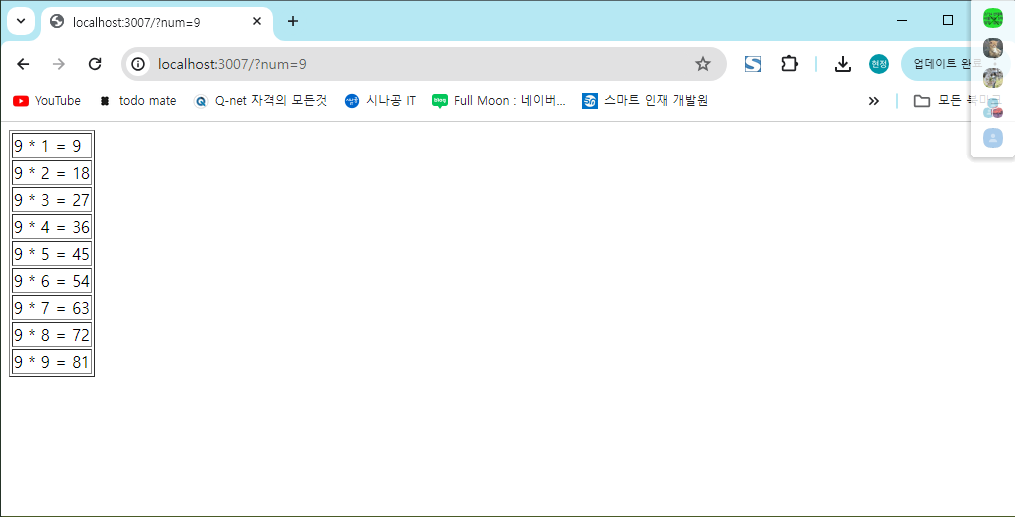 localhost:3007/?num=9
localhost:3007/?num=9
현정
업데이트 완료
YouTube
todo mate
Q-net 자격의 모든것
시나공 IT
blog
Full Moon : 네이버...
스마트 인재 개발원
모든
9 * 1 = 9
9 * 2 = 18
9 * 3 = 27
9 * 4 = 36
9 * 5 = 45
9 * 6 = 54
9 * 7 = 63
9 * 8 = 72
9 * 9 = 81